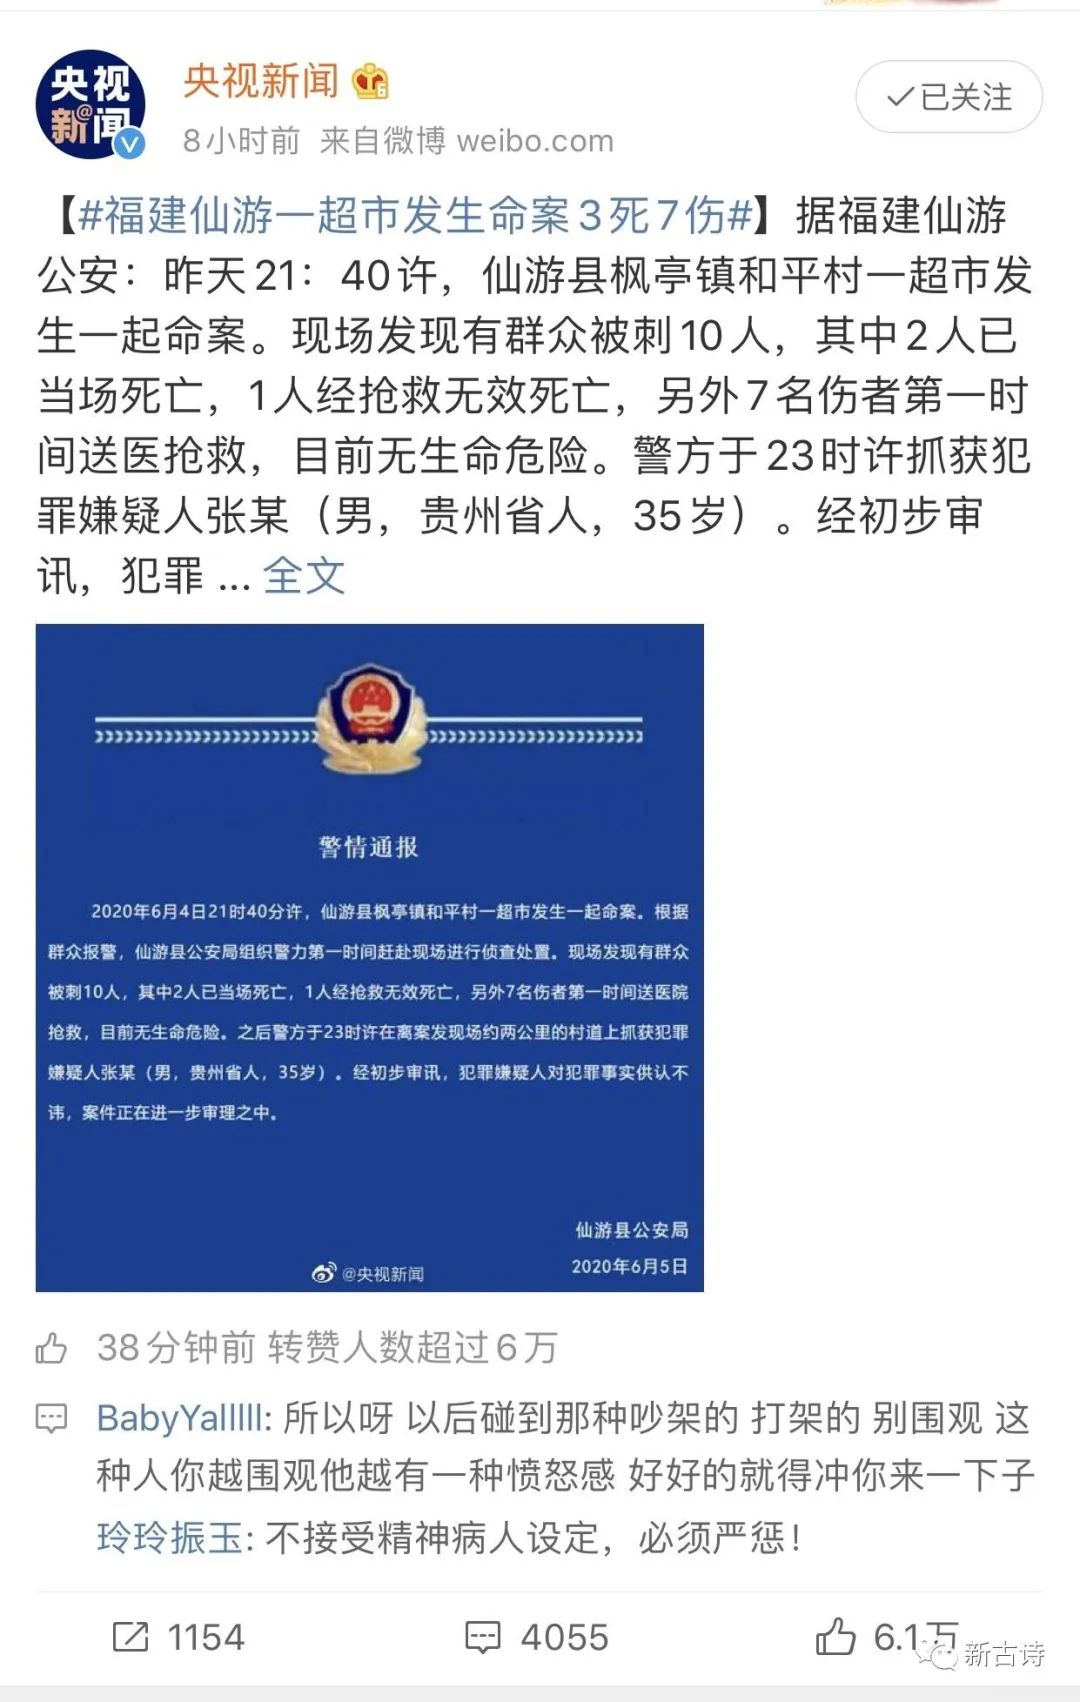 央视
新@闻
央视新闻
已关注
8小时前 来自微博 weibo.com
【#福建仙游一超市发生命案3死7伤#】据福建仙游
公安：昨天21：40许，仙游县枫亭镇和平村一超市发
生一起命案。现场发现有群众被刺10人，其中2人已
当场死亡，1人经抢救无效死亡，另外7名伤者第一时
间送医抢救，目前无生命危险。警方于23时许抓获犯
罪嫌疑人张某（男，贵州省人，35岁）。经初步审
讯，犯罪 ... 全文
警情通报
2020年6月4日21时40分许，仙游县枫亭镇和平村一超市发生一起命案。根据
群众报警，仙游县公安局组织警力第一时间赶赴现场进行侦查处置。现场发现有群众
被刺10人，其中2人已当场死亡，1人经抢救无效死亡，另外7名伤者第一时间送医院
抢救，目前无生命危险。之后警方于23时许在离案发现场约两公里的村道上抓获犯罪
嫌疑人张某（男，贵州省人，35岁）。经初步审讯，犯罪嫌疑人对犯罪事实供认不
讳，案件正在进一步审理之中。
仙游县公安局
2020年6月5日
@央视新闻
38分钟前 转赞人数超过6万
BabyYalllll: 所以呀 以后碰到那种吵架的 打架的 别围观 这
种人你越围观他越有一种愤怒感 好好的就得冲你来一下子
玲玲振玉: 不接受精神病人设定，必须严惩！
1154
4055
6.1万
新古诗